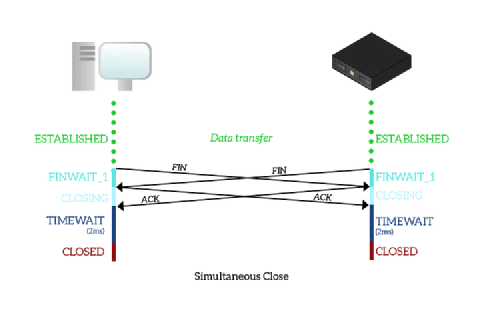 ESTABLISHED Data transfer ESTABLISHED
FIN FIN
FINWAIT_1 FINWAIT_1
CLOSING CLOSING
ACK ACK
TIMEWAIT TIMEWAIT
(2ms) (2ms)
CLOSED CLOSED
Simultaneous Close